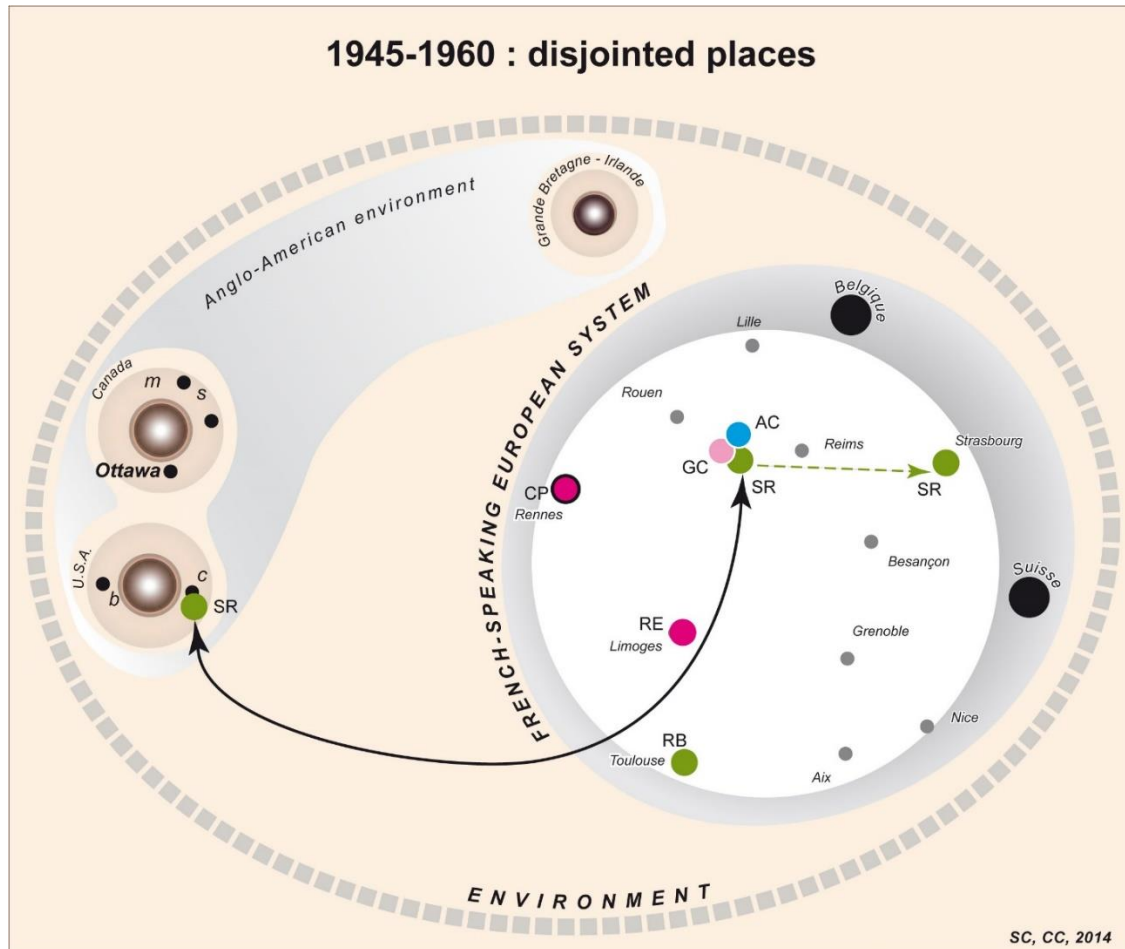 1945-1960 : disjointed places
Grande Bretagne - Irlande
Anglo-American environment
Belgique
FRENCH-SPEAKING EUROPEAN SYSTEM
Lille
Canada
m
s
Rouen
AC
Reims
Strasbourg
GC
Ottawa
SR
SR
CP
Rennes
U.S.A.
Besançon
Suisse
c
b
SR
RE
Grenoble
Limoges
Nice
RB
Toulouse
Aix
ENVIRONMENT
SC, CC, 2014